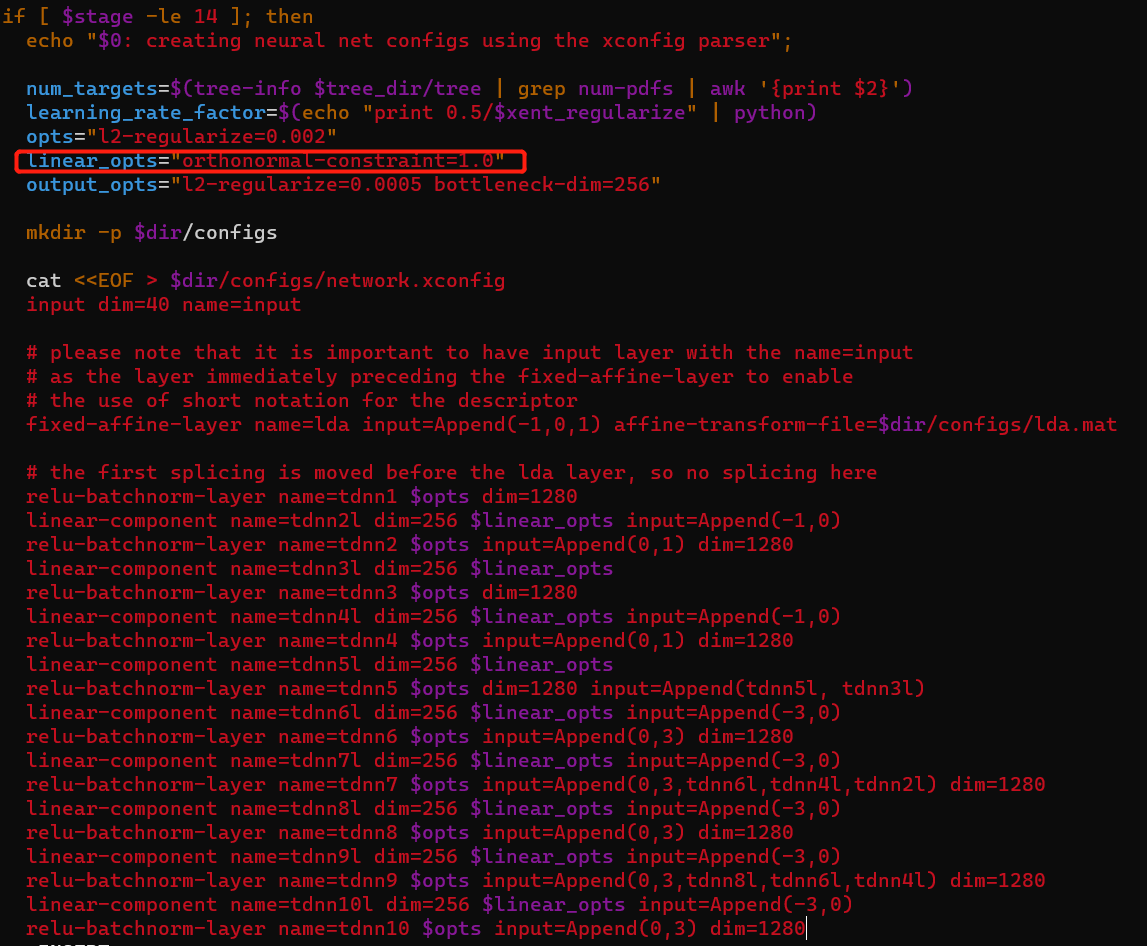 if [ $stage -le 14 ]; then
echo "$0: creating neural net configs using the xconfig parser";
num_targets=$(tree-info $tree_dir/tree | grep num-pdfs | awk '{print $2}')
learning_rate_factor=$(echo "print 0.5/$xent_regularize" | python)
opts="l2-regularize=0.002"
linear_opts="orthonormal-constraint=1.0"
output_opts="l2-regularize=0.0005 bottleneck-dim=256"
mkdir -p $dir/configs
cat <<EOF > $dir/configs/network.xconfig
input dim=40 name=input
# please note that it is important to have input layer with the name=input
# as the layer immediately preceding the fixed-affine-layer to enable
# the use of short notation for the descriptor
fixed-affine-layer name=lda input=Append(-1,0,1) affine-transform-file=$dir/configs/lda.mat
# the first splicing is moved before the lda layer, so no splicing here
relu-batchnorm-layer name=tdnn1 $opts dim=1280
linear-component name=tdnn2l dim=256 $linear_opts input=Append(-1,0)
relu-batchnorm-layer name=tdnn2 $opts input=Append(0,1) dim=1280
linear-component name=tdnn3l dim=256 $linear_opts
relu-batchnorm-layer name=tdnn3 $opts dim=1280
linear-component name=tdnn4l dim=256 $linear_opts input=Append(-1,0)
relu-batchnorm-layer name=tdnn4 $opts input=Append(0,1) dim=1280
linear-component name=tdnn5l dim=256 $linear_opts
relu-batchnorm-layer name=tdnn5 $opts dim=1280 input=Append(tdnn5l, tdnn3l)
linear-component name=tdnn6l dim=256 $linear_opts input=Append(-3,0)
relu-batchnorm-layer name=tdnn6 $opts input=Append(0,3) dim=1280
linear-component name=tdnn7l dim=256 $linear_opts input=Append(-3,0)
relu-batchnorm-layer name=tdnn7 $opts input=Append(0,3,tdnn6l,tdnn4l,tdnn2l) dim=1280
linear-component name=tdnn8l dim=256 $linear_opts input=Append(-3,0)
relu-batchnorm-layer name=tdnn8 $opts input=Append(0,3) dim=1280
linear-component name=tdnn9l dim=256 $linear_opts input=Append(-3,0)
relu-batchnorm-layer name=tdnn9 $opts input=Append(0,3,tdnn8l,tdnn6l,tdnn4l) dim=1280
linear-component name=tdnn10l dim=256 $linear_opts input=Append(-3,0)
relu-batchnorm-layer name=tdnn10 $opts input=Append(0,3) dim=1280